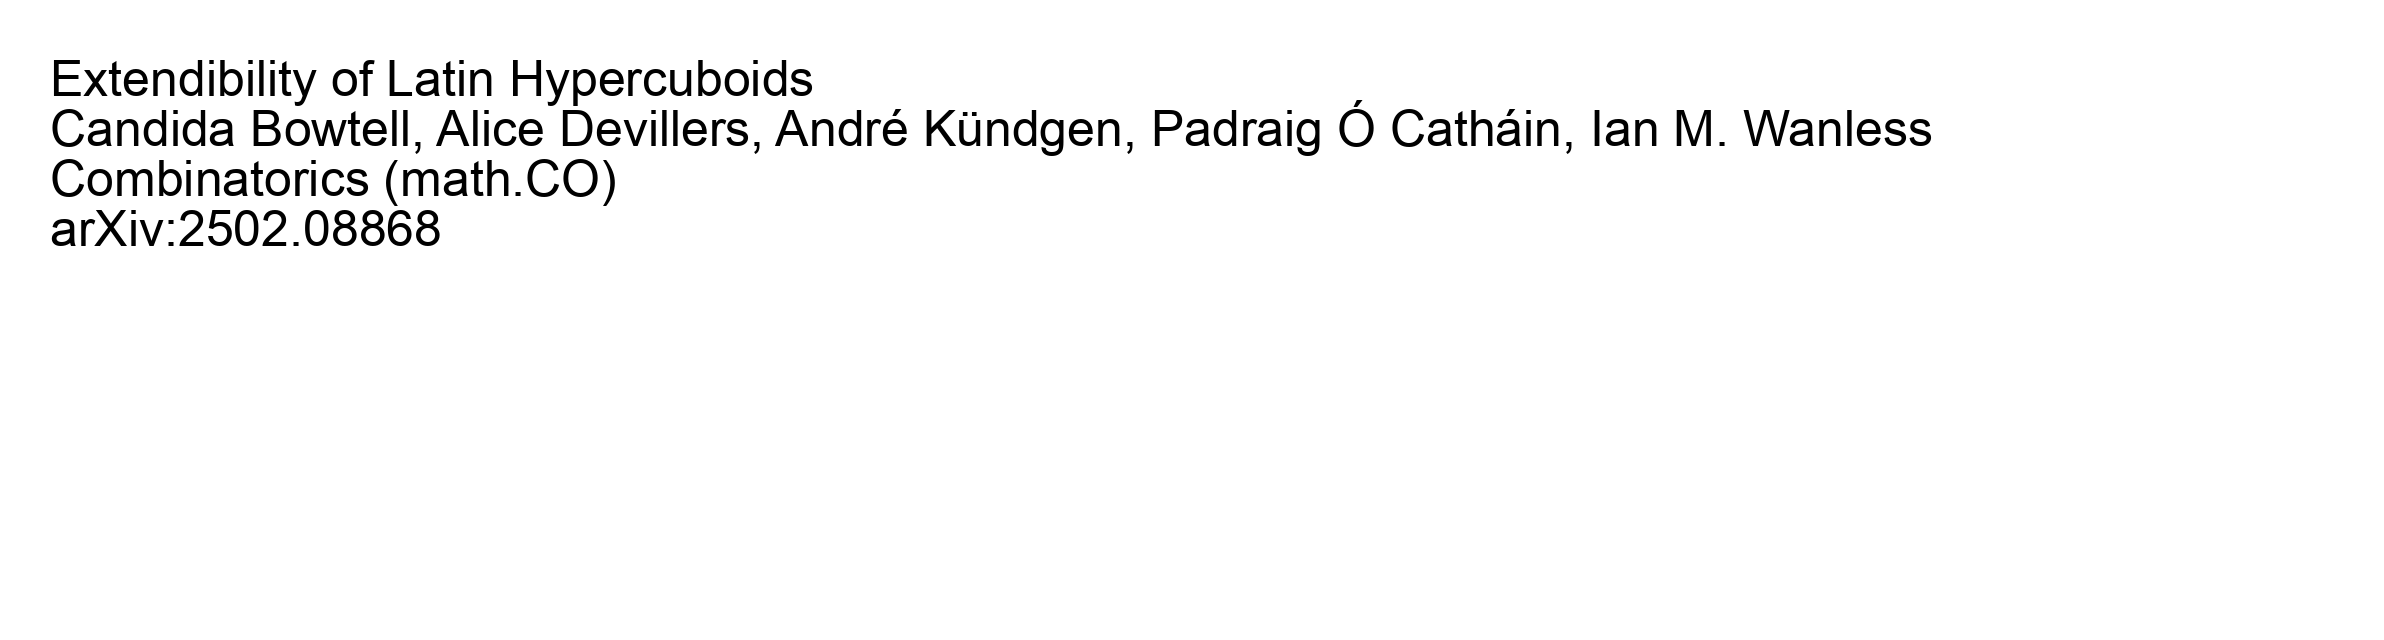 Extendibility of Latin Hypercuboids
Candida Bowtell, Alice Devillers, André Kündgen, Padraig Ó Catháin, Ian M. Wanless
Combinatorics (math.CO)
arXiv:2502.08868